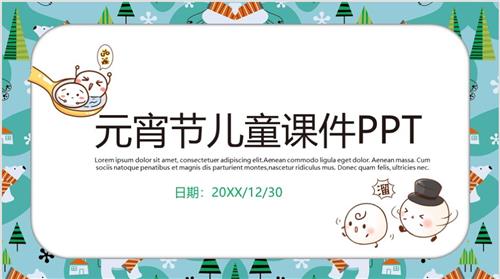 元宵节儿童课件PPT
Lorem ipsum dolor sit amet, consectetuer adipiscing elit.Aenean commodo ligula eget dolor. Aenean massa. Cum
sociis natoque penatibus et magnis dis parturient montes,nascetur ridiculus mus. Donec quam felis, ultricies nec.
日期：20XX/12/30
溜